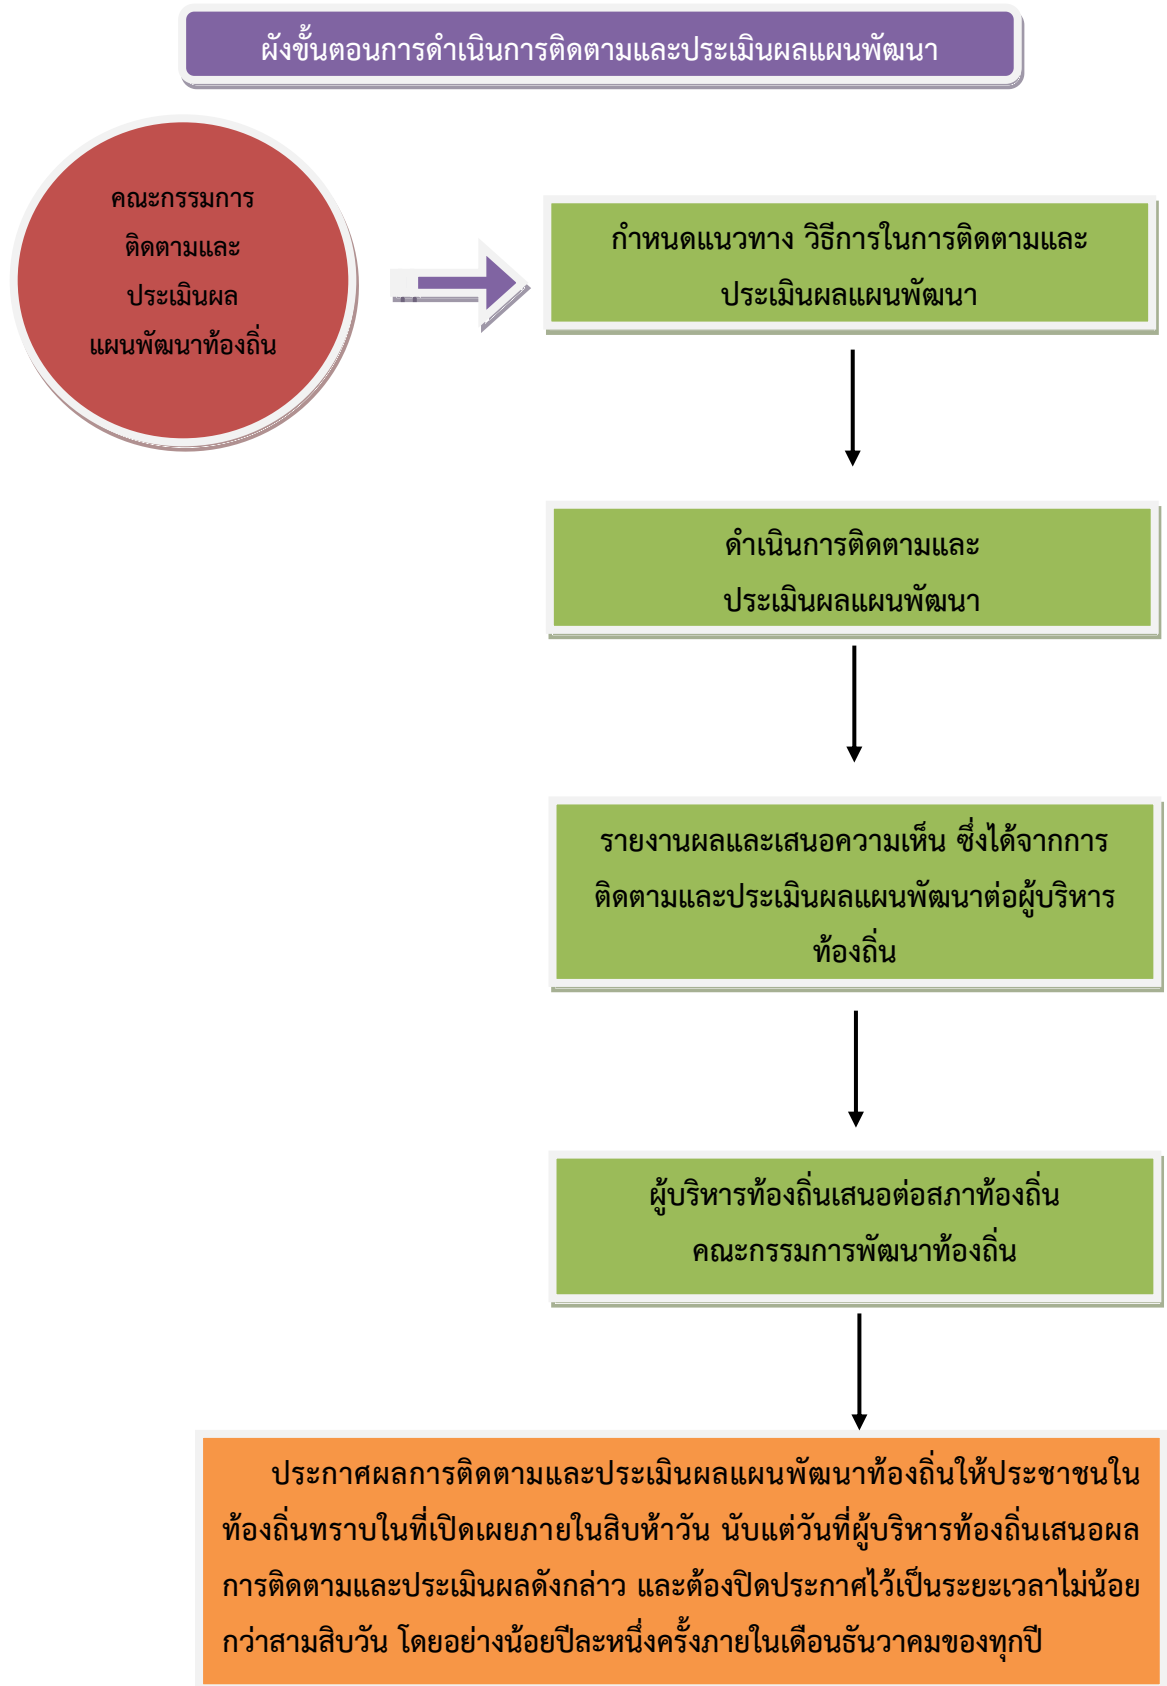 ผังขั้นตอนการดำเนินการติดตามและประเมินผลแผนพัฒนา
คณะกรรมการ
ติดตามและ
ประเมินผล
แผนพัฒนาท้องถิ่น
กำหนดแนวทาง วิธีการในการติดตามและ
ประเมินผลแผนพัฒนา
ดำเนินการติดตามและ
ประเมินผลแผนพัฒนา
รายงานผลและเสนอความเห็น ซึ่งได้จากการ
ติดตามและประเมินผลแผนพัฒนาต่อผู้บริหาร
ท้องถิ่น
ผู้บริหารท้องถิ่นเสนอต่อสภาท้องถิ่น
คณะกรรมการพัฒนาท้องถิ่น
ประกาศผลการติดตามและประเมินผลแผนพัฒนาท้องถิ่นให้ประชาชนใน
ท้องถิ่นทราบในที่เปิดเผยภายในสิบห้าวัน นับแต่วันที่ผู้บริหารท้องถิ่นเสนอผล
การติดตามและประเมินผลดังกล่าว และต้องปิดประกาศไว้เป็นระยะเวลาไม่น้อย
กว่าสามสิบวัน โดยอย่างน้อยปีละหนึ่งครั้งภายในเดือนธันวาคมของทุกปี